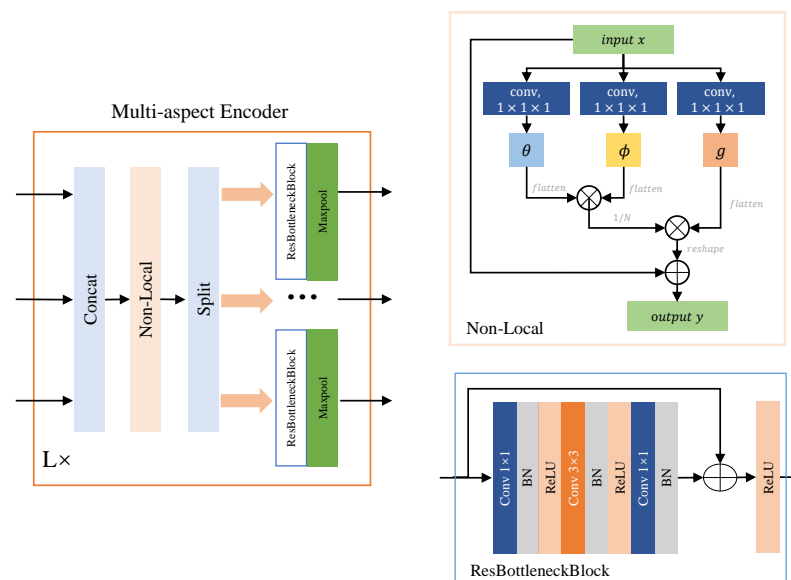 Multi-aspect Encoder
Concat
Non-Local
Split
ResBottleneckBlock
Maxpool
•••
ResBottleneckBlock
Maxpool
L×
input x
conv,
1 × 1 × 1
conv,
1 × 1 × 1
conv,
1 × 1 × 1
θ
ϕ
g
flatten
flatten
flatten
1/N
reshape
output y
Non-Local
Conv 1×1
BN
ReLU
Conv 3×3
BN
ReLU
Conv 1×1
BN
ReLU
ResBottleneckBlock